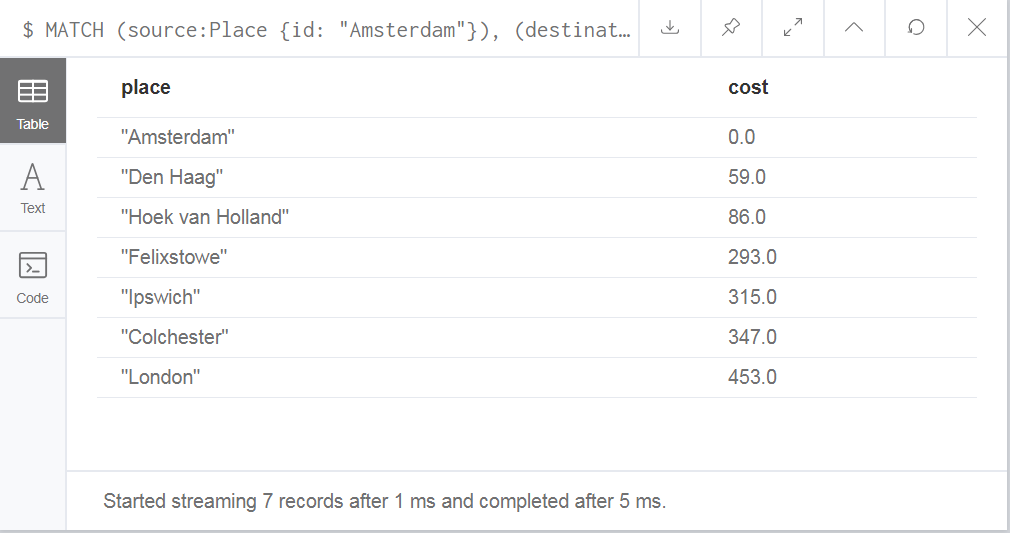 $ MATCH (source:Place {id: "Amsterdam"}), (destinat…
Table
Text
Code
place cost
"Amsterdam" 0.0
"Den Haag" 59.0
"Hoek van Holland" 86.0
"Felixstowe" 293.0
"Ipswich" 315.0
"Colchester" 347.0
"London" 453.0
Started streaming 7 records after 1 ms and completed after 5 ms.